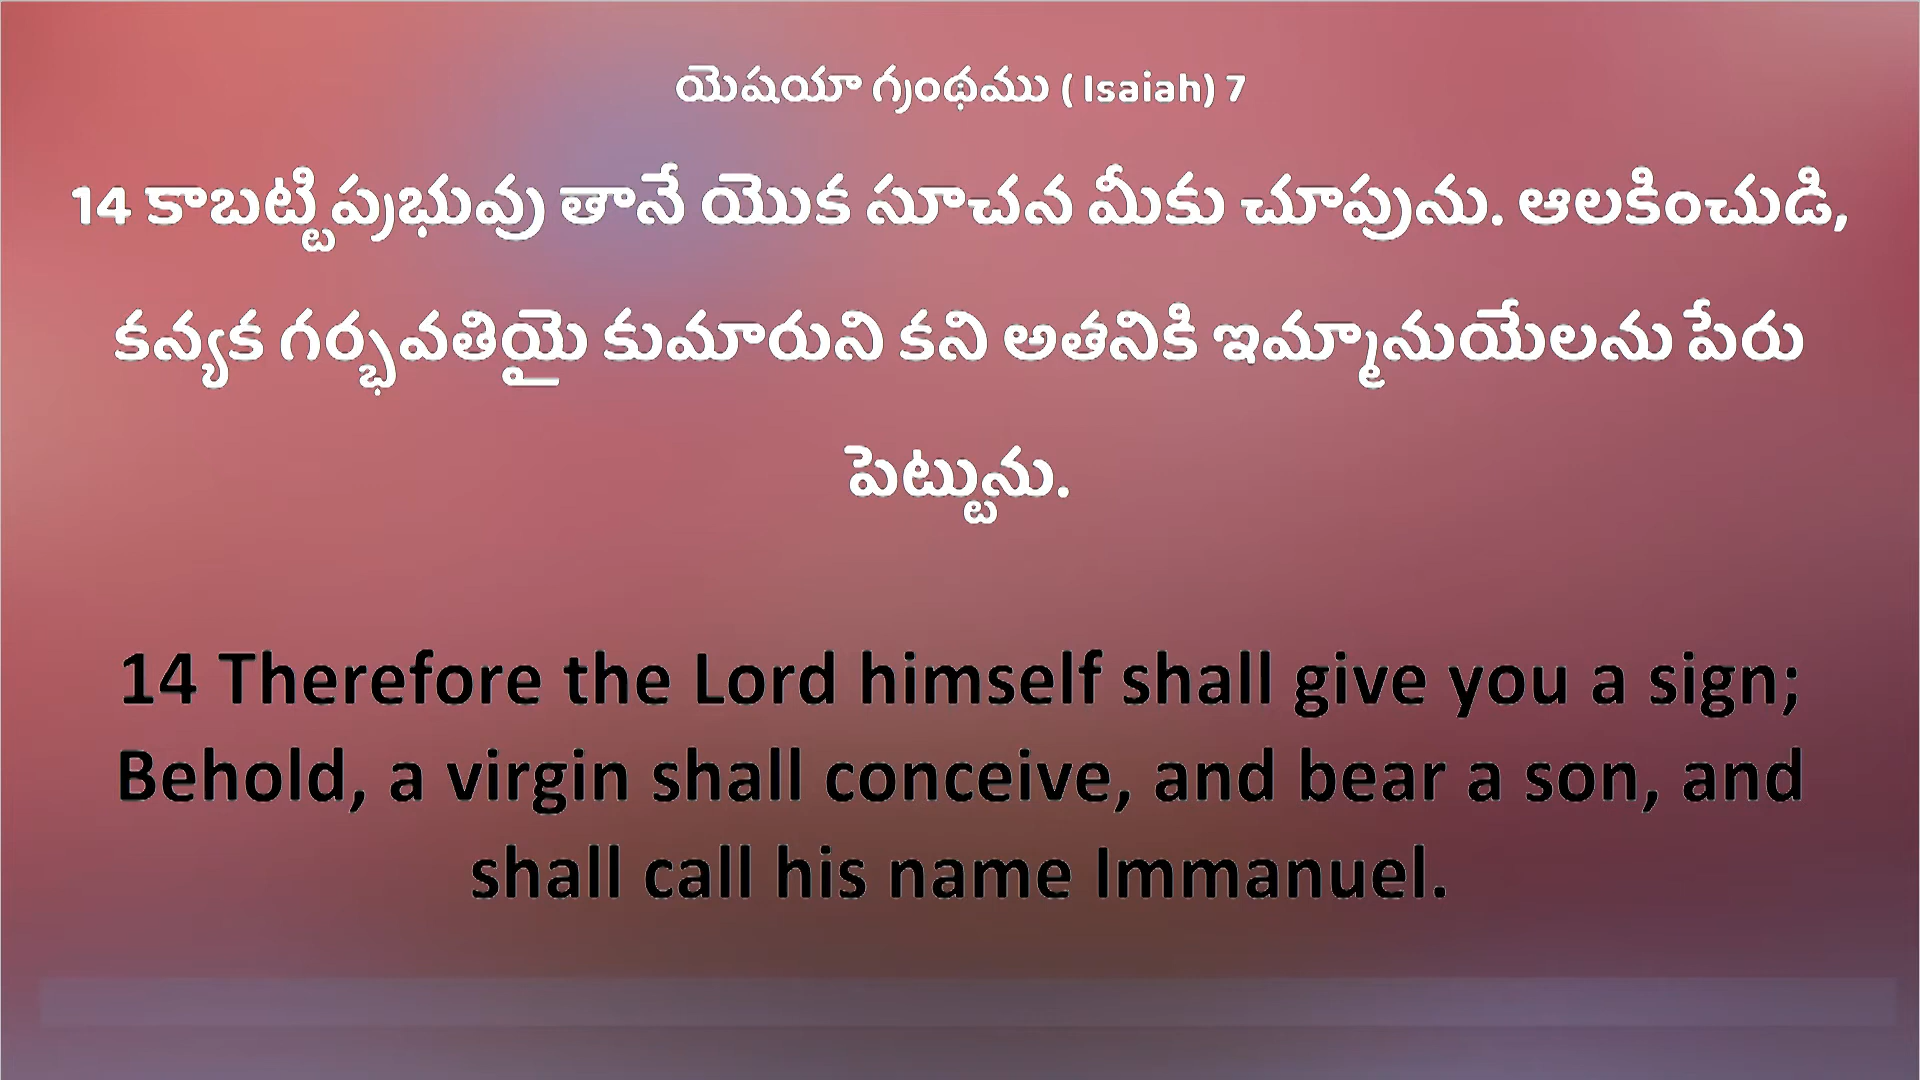 యెషయా గ్రంథము ( Isaiah) 7
14 కాబట్టి ప్రభువు తానే యొక సూచన మీకు చూపును. ఆలకించుడి,
కన్యక గర్భవతియై కుమారుని కని అతనికి ఇమ్మానుయేలను పేరు
పెట్టును.
14 Therefore the Lord himself shall give you a sign;
Behold, a virgin shall conceive, and bear a son, and
shall call his name Immanuel.